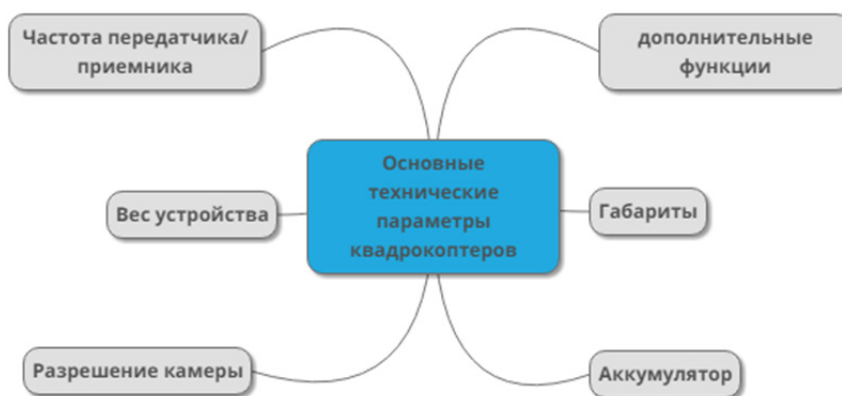 Частота передатчика/
приемника
дополнительные
функции
Основные
технические
параметры
квадрокоптеров
Вес устройства
Габариты
Разрешение камеры
Аккумулятор